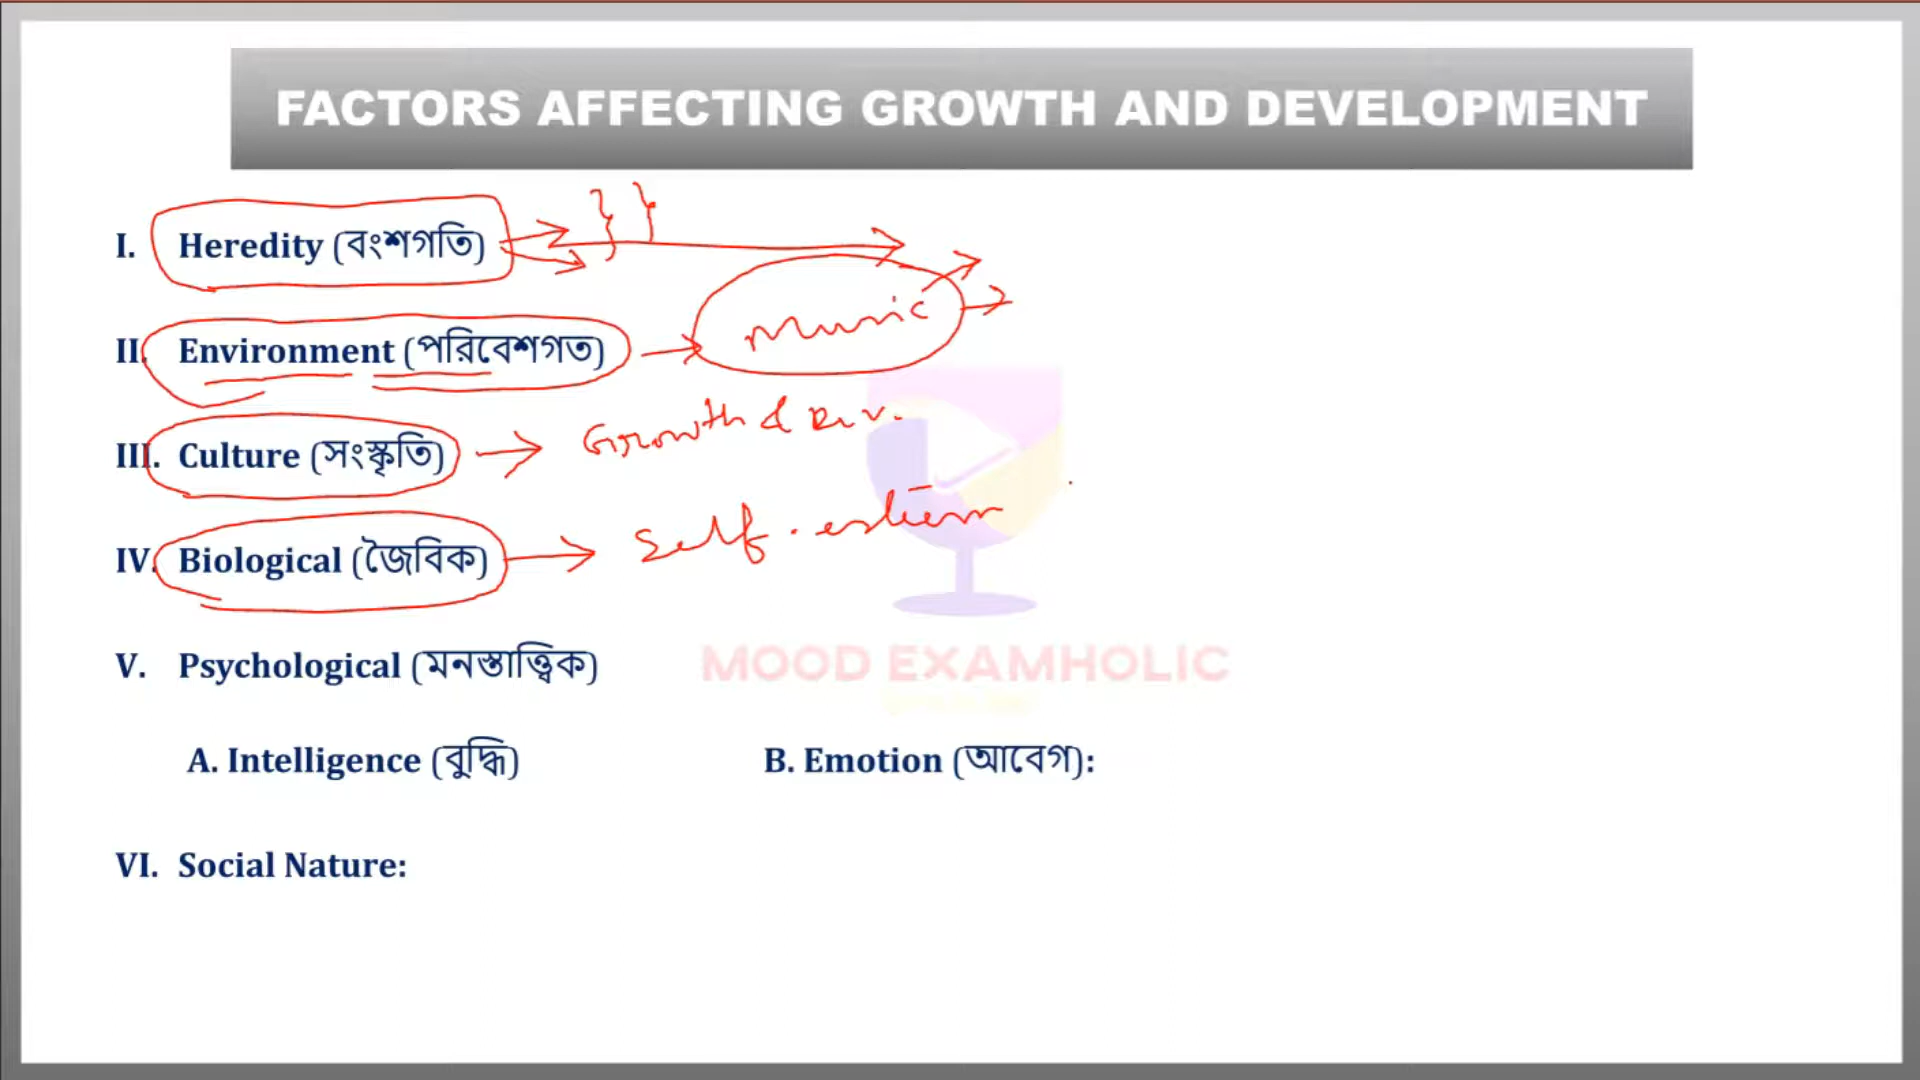 FACTORS AFFECTING GROWTH AND DEVELOPMENT
I. Heredity (বংশগতি)
II. Environment (পরিবেশগত)
Music
III. Culture (সংস্কৃতি)
Growth & Dev.
IV. Biological (জৈবিক)
Self-esteem
V. Psychological (মনস্তাত্ত্বিক)
MOOD EXAMHOLIC
A. Intelligence (বুদ্ধি) B. Emotion (আবেগ):
VI. Social Nature: